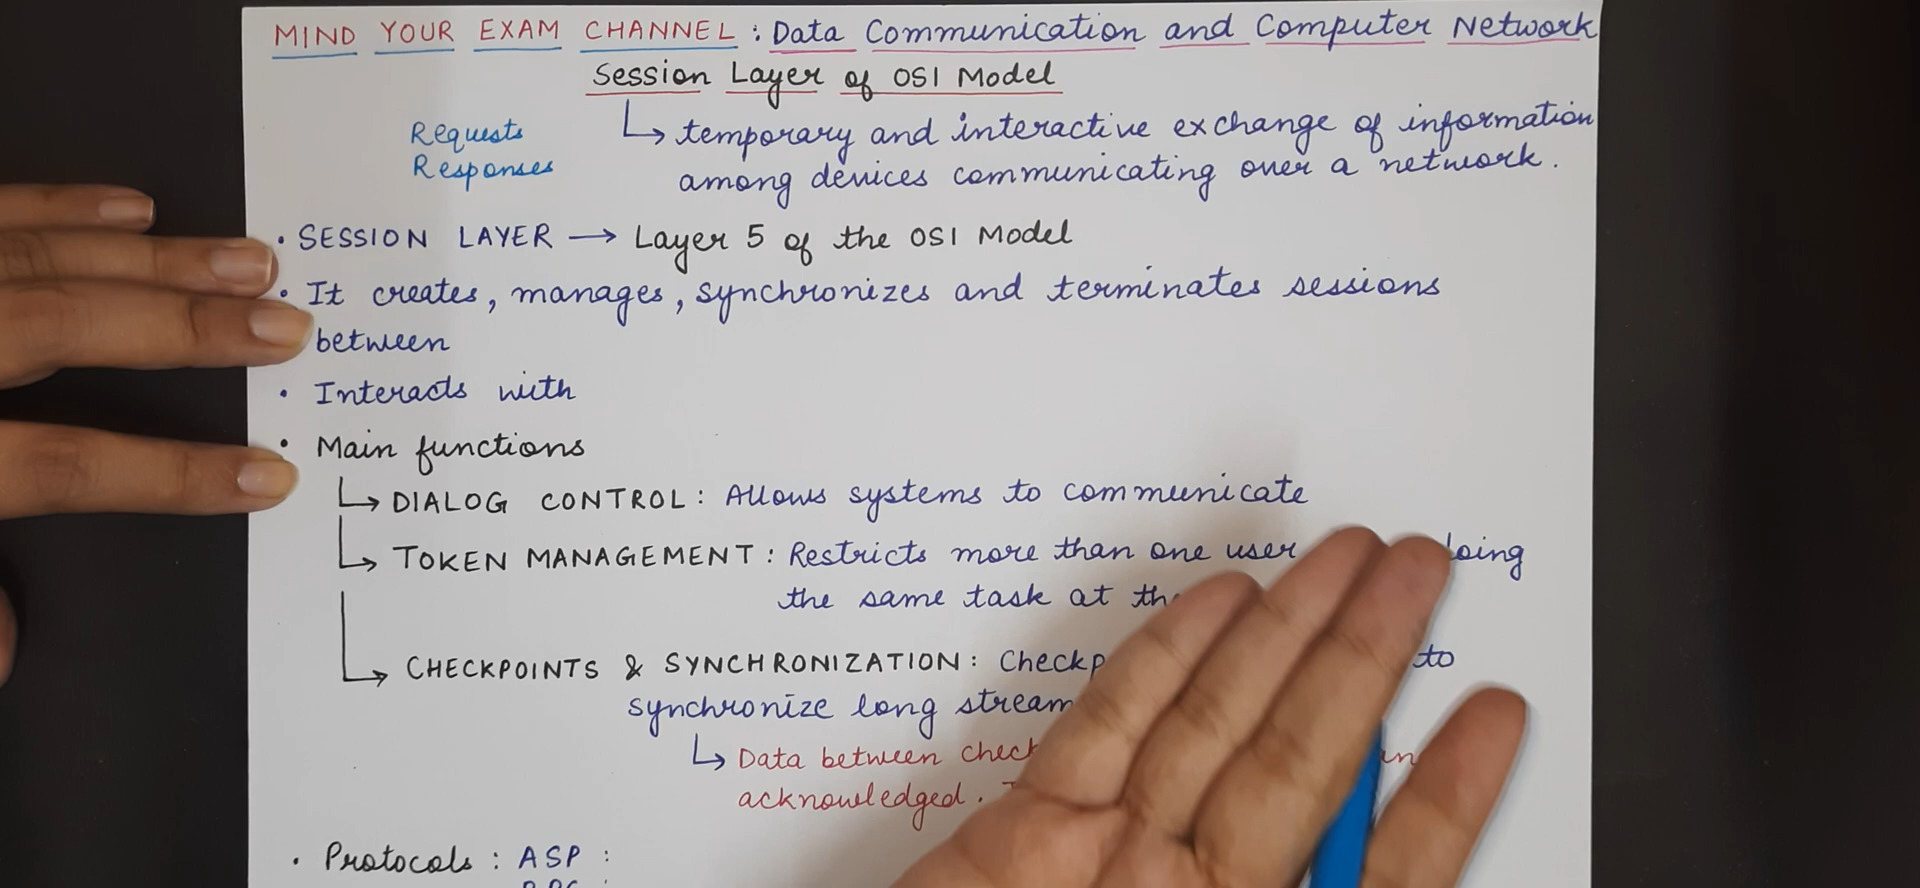 MIND YOUR EXAM CHANNEL : Data Communication and Computer Network
Session Layer of OSI Model
Requests
Responses
↳ temporary and interactive exchange of information
among devices communicating over a network.
• SESSION LAYER → Layer 5 of the OSI Model
• It creates, manages, synchronizes and terminates sessions
between
• Interacts with
• Main functions
↳ DIALOG CONTROL : Allows systems to communicate
↳ TOKEN MANAGEMENT : Restricts more than one user
the same task at
↳ CHECKPOINTS & SYNCHRONIZATION : to
synchronize long
↳ Data between
acknowledged.
• Protocols : ASP :